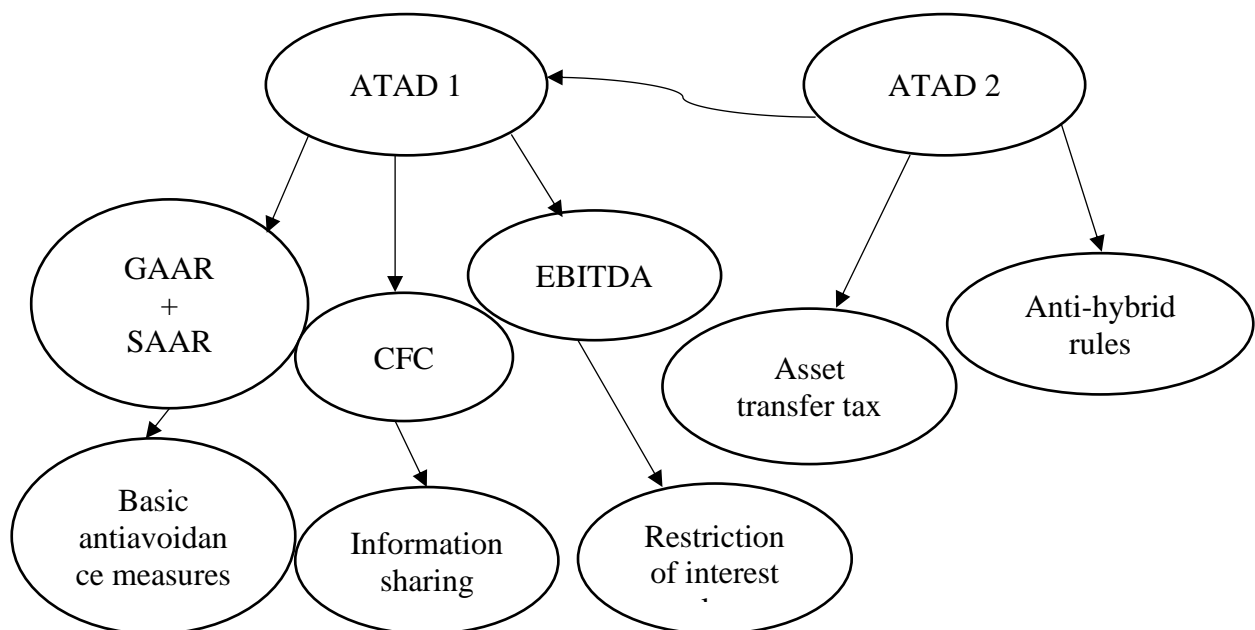 ATAD 1
ATAD 2
GAAR
+
SAAR
EBITDA
CFC
Asset
transfer tax
Anti-hybrid
rules
Basic
antiavoidan
ce measures
Information
sharing
Restriction
of interest